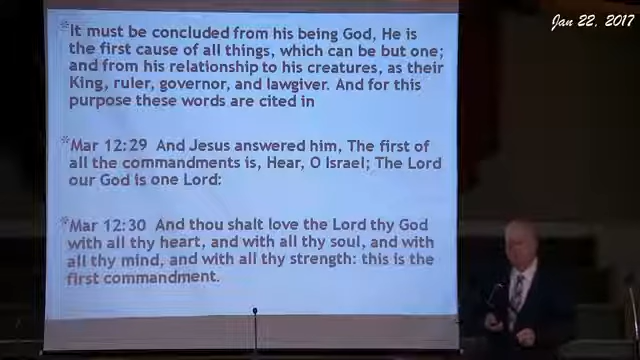 Jan 22, 2017
*It must be concluded from his being God, He is
the first cause of all things, which can be but one;
and from his relationship to his creatures, as their
King, ruler, governor, and lawgiver. And for this
purpose these words are cited in
*Mar 12:29 And Jesus answered him, The first of
all the commandments is, Hear, O Israel; The Lord
our God is one Lord:
*Mar 12:30 And thou shalt love the Lord thy God
with all thy heart, and with all thy soul, and with
all thy mind, and with all thy strength: this is the
first commandment.